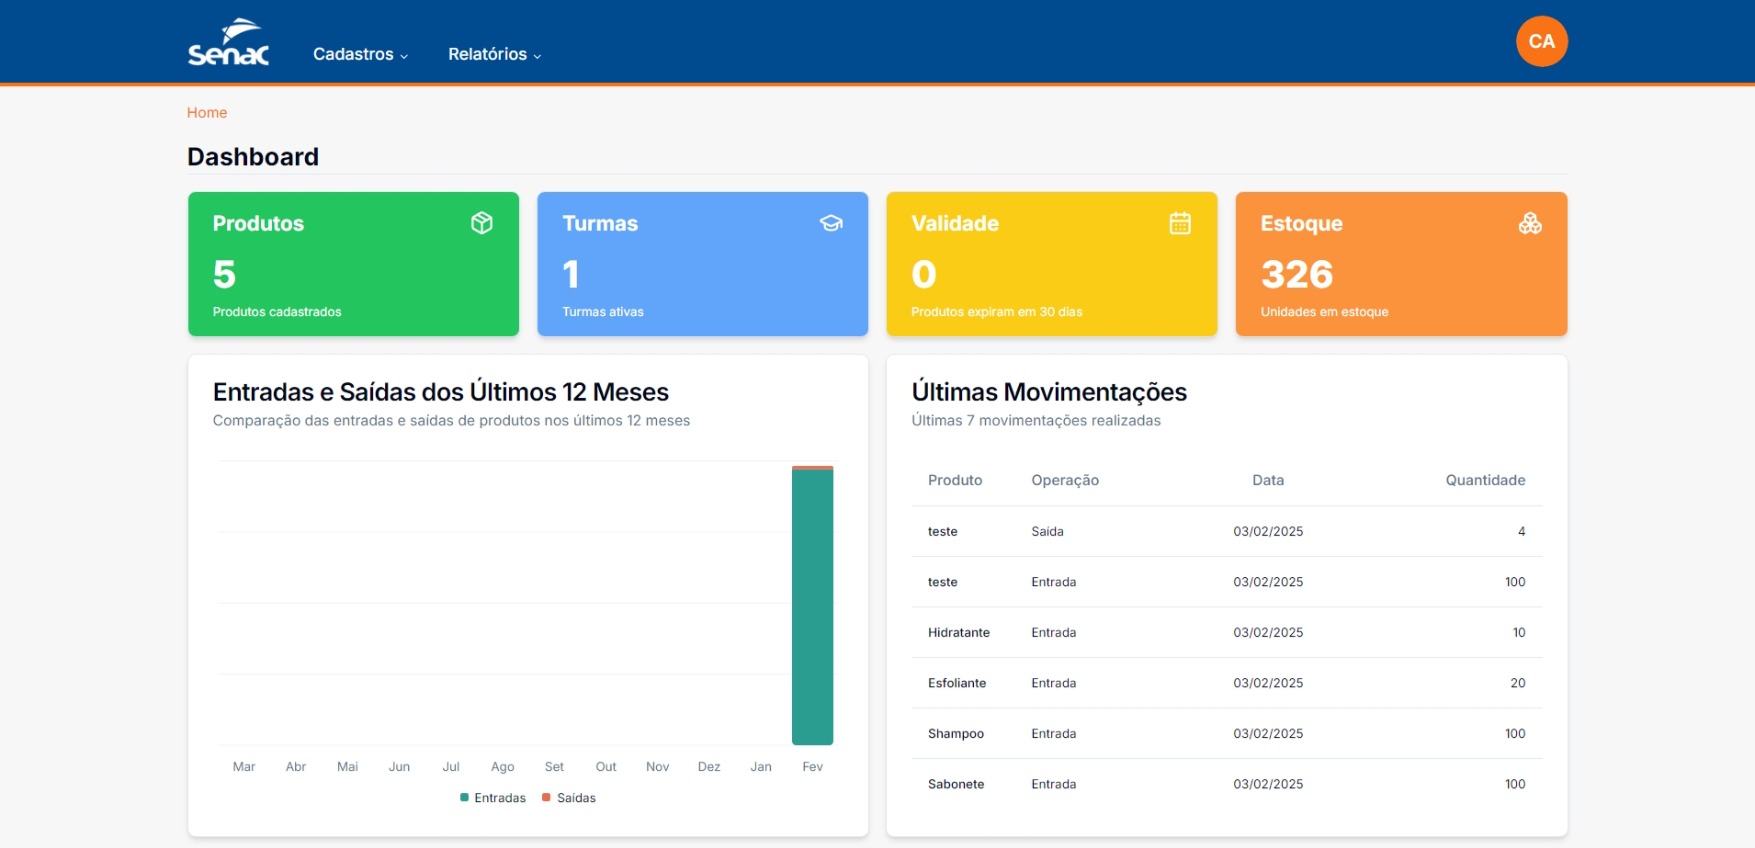 Senac
Cadastros
Relatórios
CA
Home
Dashboard
Produtos
5
Produtos cadastrados
Turmas
1
Turmas ativas
Validade
0
Produtos expiram em 30 dias
Estoque
326
Unidades em estoque
Entradas e Saídas dos Últimos 12 Meses
Comparação das entradas e saídas de produtos nos últimos 12 meses
Mar Abr Mai Jun Jul Ago Set Out Nov Dez Jan Fev
Entradas Saídas
Últimas Movimentações
Últimas 7 movimentações realizadas
Produto Operação Data Quantidade
teste Saída 03/02/2025 4
teste Entrada 03/02/2025 100
Hidratante Entrada 03/02/2025 10
Esfoliante Entrada 03/02/2025 20
Shampoo Entrada 03/02/2025 100
Sabonete Entrada 03/02/2025 100